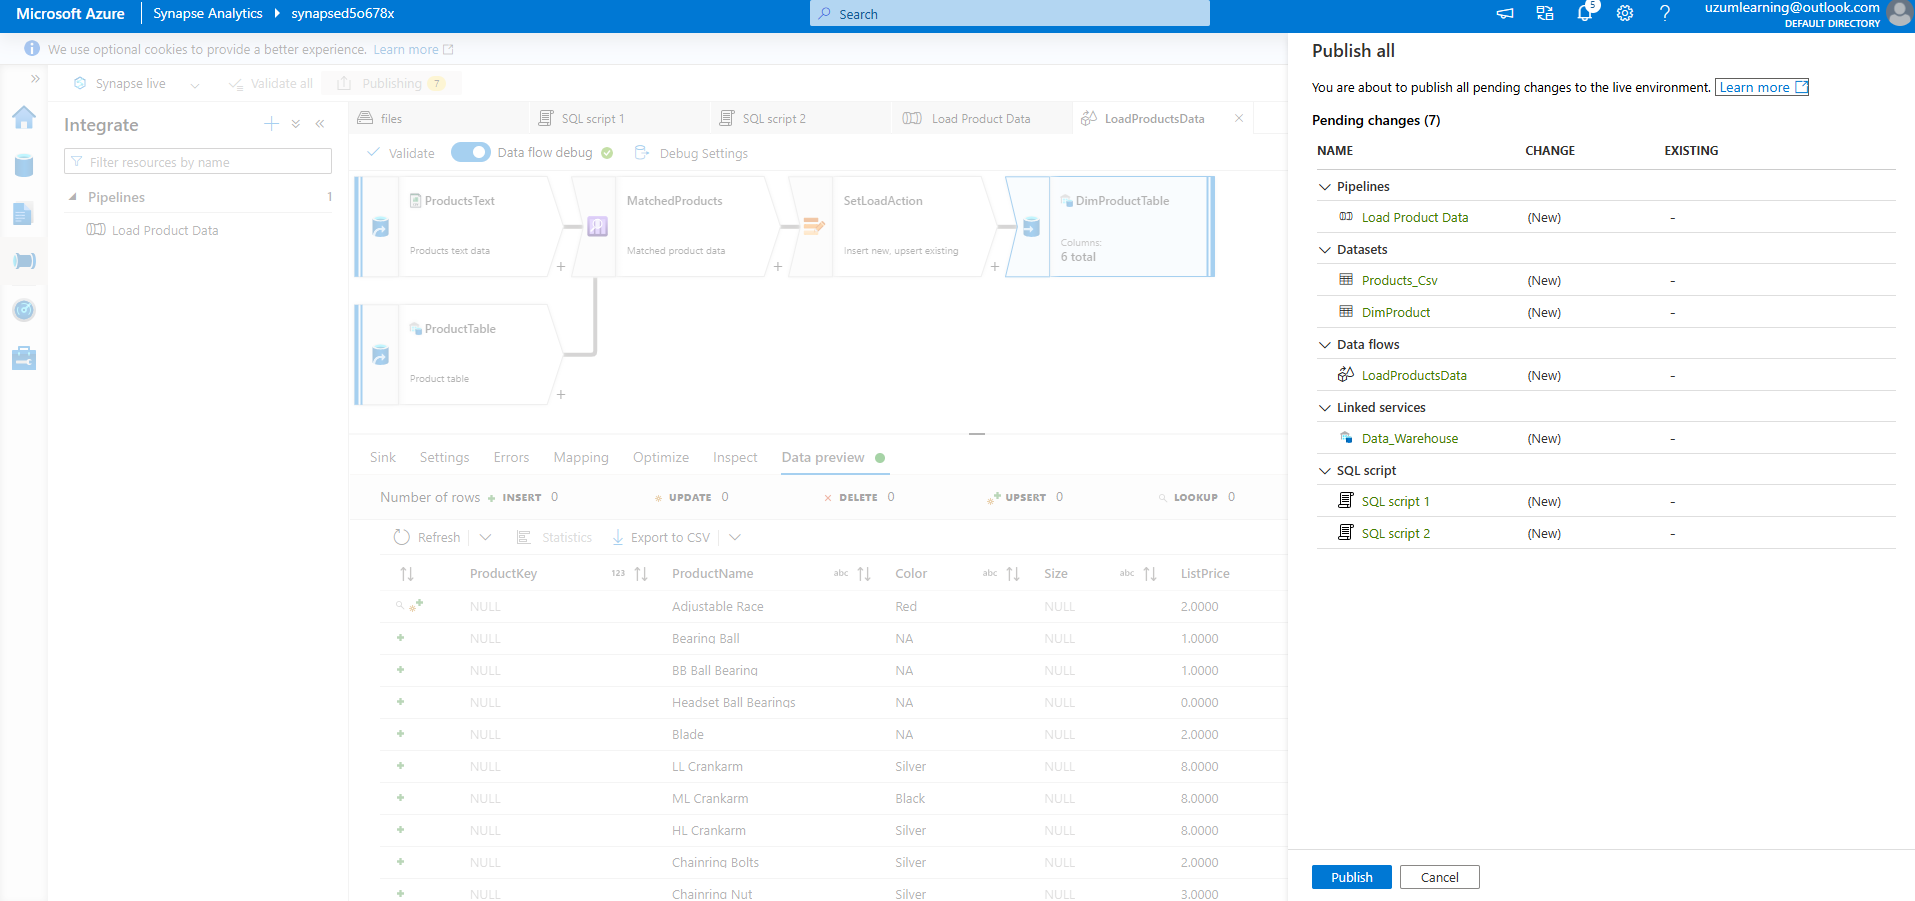 Microsoft Azure
Synapse Analytics
synapsed5o678x
Search
5
uzumlearning@outlook.com
DEFAULT DIRECTORY
We use optional cookies to provide a better experience. Learn more
Synapse live
Validate all
Publishing 7
Integrate
Filter resources by name
Pipelines 1
Load Product Data
files
SQL script 1
SQL script 2
Load Product Data
LoadProductsData
Validate
Data flow debug
Debug Settings
ProductsText
Products text data
MatchedProducts
Matched product data
SetLoadAction
Insert new, upsert existing
DimProductTable
Columns:
6 total
ProductTable
Product table
Sink Settings Errors Mapping Optimize Inspect Data preview
Number of rows + INSERT 0 UPDATE 0 DELETE 0 UPSERT 0 LOOKUP 0
Refresh Statistics Export to CSV
ProductKey 123 ProductName abc Color abc Size abc ListPrice
NULL Adjustable Race Red NULL 2.0000
+ NULL Bearing Ball NA NULL 1.0000
+ NULL BB Ball Bearing NA NULL 1.0000
+ NULL Headset Ball Bearings NA NULL 0.0000
+ NULL Blade NA NULL 2.0000
+ NULL LL Crankarm Silver NULL 8.0000
+ NULL ML Crankarm Black NULL 8.0000
+ NULL HL Crankarm Silver NULL 8.0000
+ NULL Chainring Bolts Silver NULL 2.0000
+ NULL Chainring Nut Silver NULL 3.0000
Publish all
You are about to publish all pending changes to the live environment. Learn more
Pending changes (7)
NAME CHANGE EXISTING
Pipelines
Load Product Data (New) -
Datasets
Products_Csv (New) -
DimProduct (New) -
Data flows
LoadProductsData (New) -
Linked services
Data_Warehouse (New) -
SQL script
SQL script 1 (New) -
SQL script 2 (New) -
Publish
Cancel